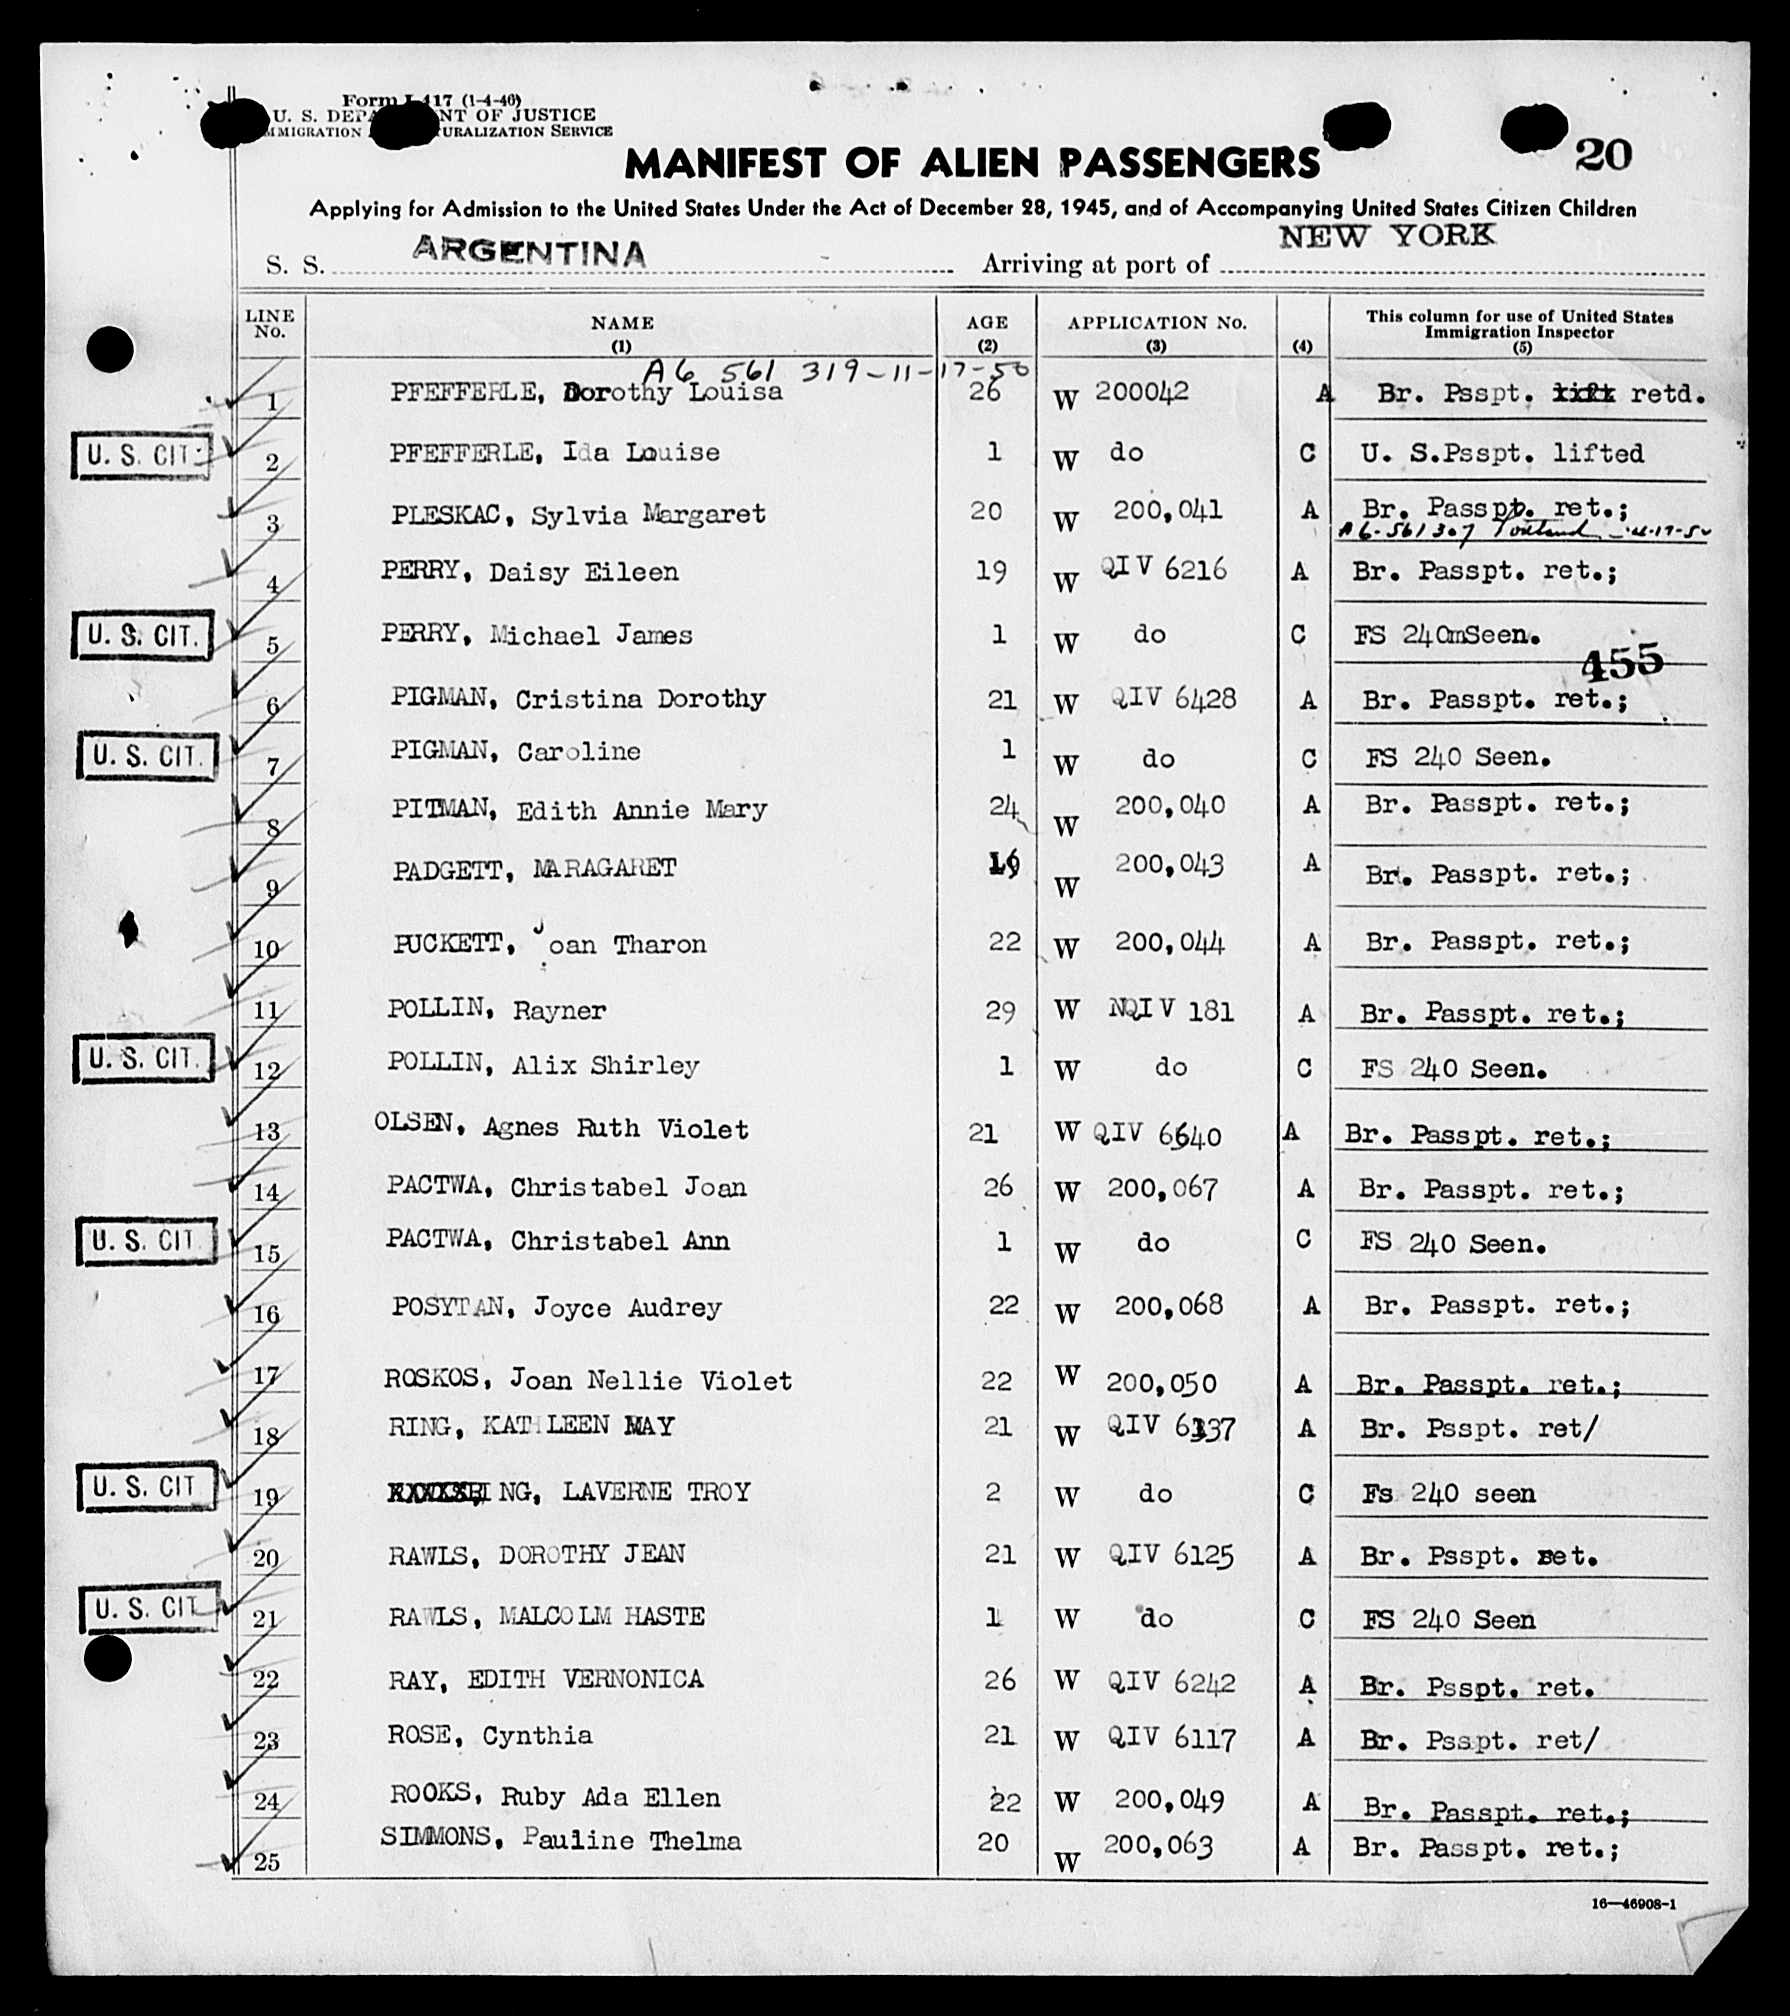 Form I-417 (1-4-46)
U. S. DEPARTMENT OF JUSTICE
IMMIGRATION AND NATURALIZATION SERVICE
20
MANIFEST OF ALIEN PASSENGERS
Applying for Admission to the United States Under the Act of December 28, 1945, and of Accompanying United States Citizen Children
S. S. ARGENTINA Arriving at port of NEW YORK
LINE No. NAME (1) AGE (2) APPLICATION No. (3) (4) This column for use of United States Immigration Inspector (5)
A6 561 319-11-17-50
1 PFEFFERLE, Dorothy Louisa 26 W 200042 A Br. Psspt. retd.
U. S. CIT. 2 PFEFFERLE, Ida Louise 1 W do C U. S.Psspt. lifted
3 PLESKAC, Sylvia Margaret 20 W 200,041 A Br. Passpt. ret.;
A6-561307
4 PERRY, Daisy Eileen 19 W QIV 6216 A Br. Passpt. ret.;
U. S. CIT. 5 PERRY, Michael James 1 W do C FS 240mSeen.
455
6 PIGMAN, Cristina Dorothy 21 W QIV 6428 A Br. Passpt. ret.;
U. S. CIT. 7 PIGMAN, Caroline 1 W do C FS 240 Seen.
8 PITMAN, Edith Annie Mary 24 W 200,040 A Br. Passpt. ret.;
9 PADGETT, MARAGARET W 200,043 A Br. Passpt. ret.;
10 PUCKETT, Joan Tharon 22 W 200,044 A Br. Passpt. ret.;
11 POLLIN, Rayner 29 W NQIV 181 A Br. Passpt. ret.;
U. S. CIT. 12 POLLIN, Alix Shirley 1 W do C FS 240 Seen.
13 OLSEN, Agnes Ruth Violet 21 W QIV 6640 A Br. Passpt. ret.;
14 PACTWA, Christabel Joan 26 W 200,067 A Br. Passpt. ret.;
U. S. CIT. 15 PACTWA, Christabel Ann 1 W do C FS 240 Seen.
16 POSYTAN, Joyce Audrey 22 W 200,068 A Br. Passpt. ret.;
17 ROSKOS, Joan Nellie Violet 22 W 200,050 A Br. Passpt. ret.;
18 RING, KATHLEEN MAY 21 W QIV 6337 A Br. Psspt. ret/
U. S. CIT 19 RING, LAVERNE TROY 2 W do C Fs 240 seen
20 RAWLS, DOROTHY JEAN 21 W QIV 6125 A Br. Psspt. ret.
U. S. CIT 21 RAWLS, MALCOLM HASTE 1 W do C FS 240 Seen
22 RAY, EDITH VERNONICA 26 W QIV 6242 A Br. Psspt. ret.
23 ROSE, Cynthia 21 W QIV 6117 A Br. Psspt. ret/
24 ROOKS, Ruby Ada Ellen 22 W 200,049 A Br. Passpt. ret.;
25 SIMMONS, Pauline Thelma 20 W 200,063 A Br. Passpt. ret.;
16—46908-1